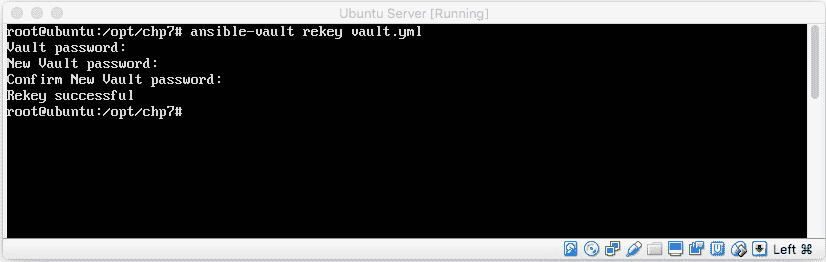 Ubuntu Server [Running]
root@ubuntu:/opt/chp7# ansible-vault rekey vault.yml
Vault password:
New Vault password:
Confirm New Vault password:
Rekey successful
root@ubuntu:/opt/chp7#
Left ⌘